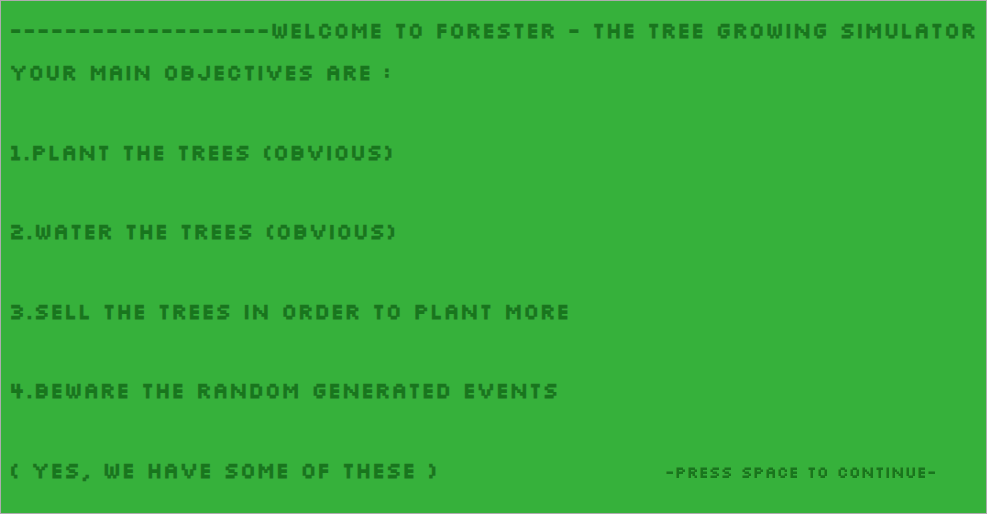 -------------------WELCOME TO FORESTER - THE TREE GROWING SIMULATOR
YOUR MAIN OBJECTIVES ARE :
1.PLANT THE TREES (OBVIOUS)
2.WATER THE TREES (OBVIOUS)
3.SELL THE TREES IN ORDER TO PLANT MORE
4.BEWARE THE RANDOM GENERATED EVENTS
( YES, WE HAVE SOME OF THESE )
-PRESS SPACE TO CONTINUE-